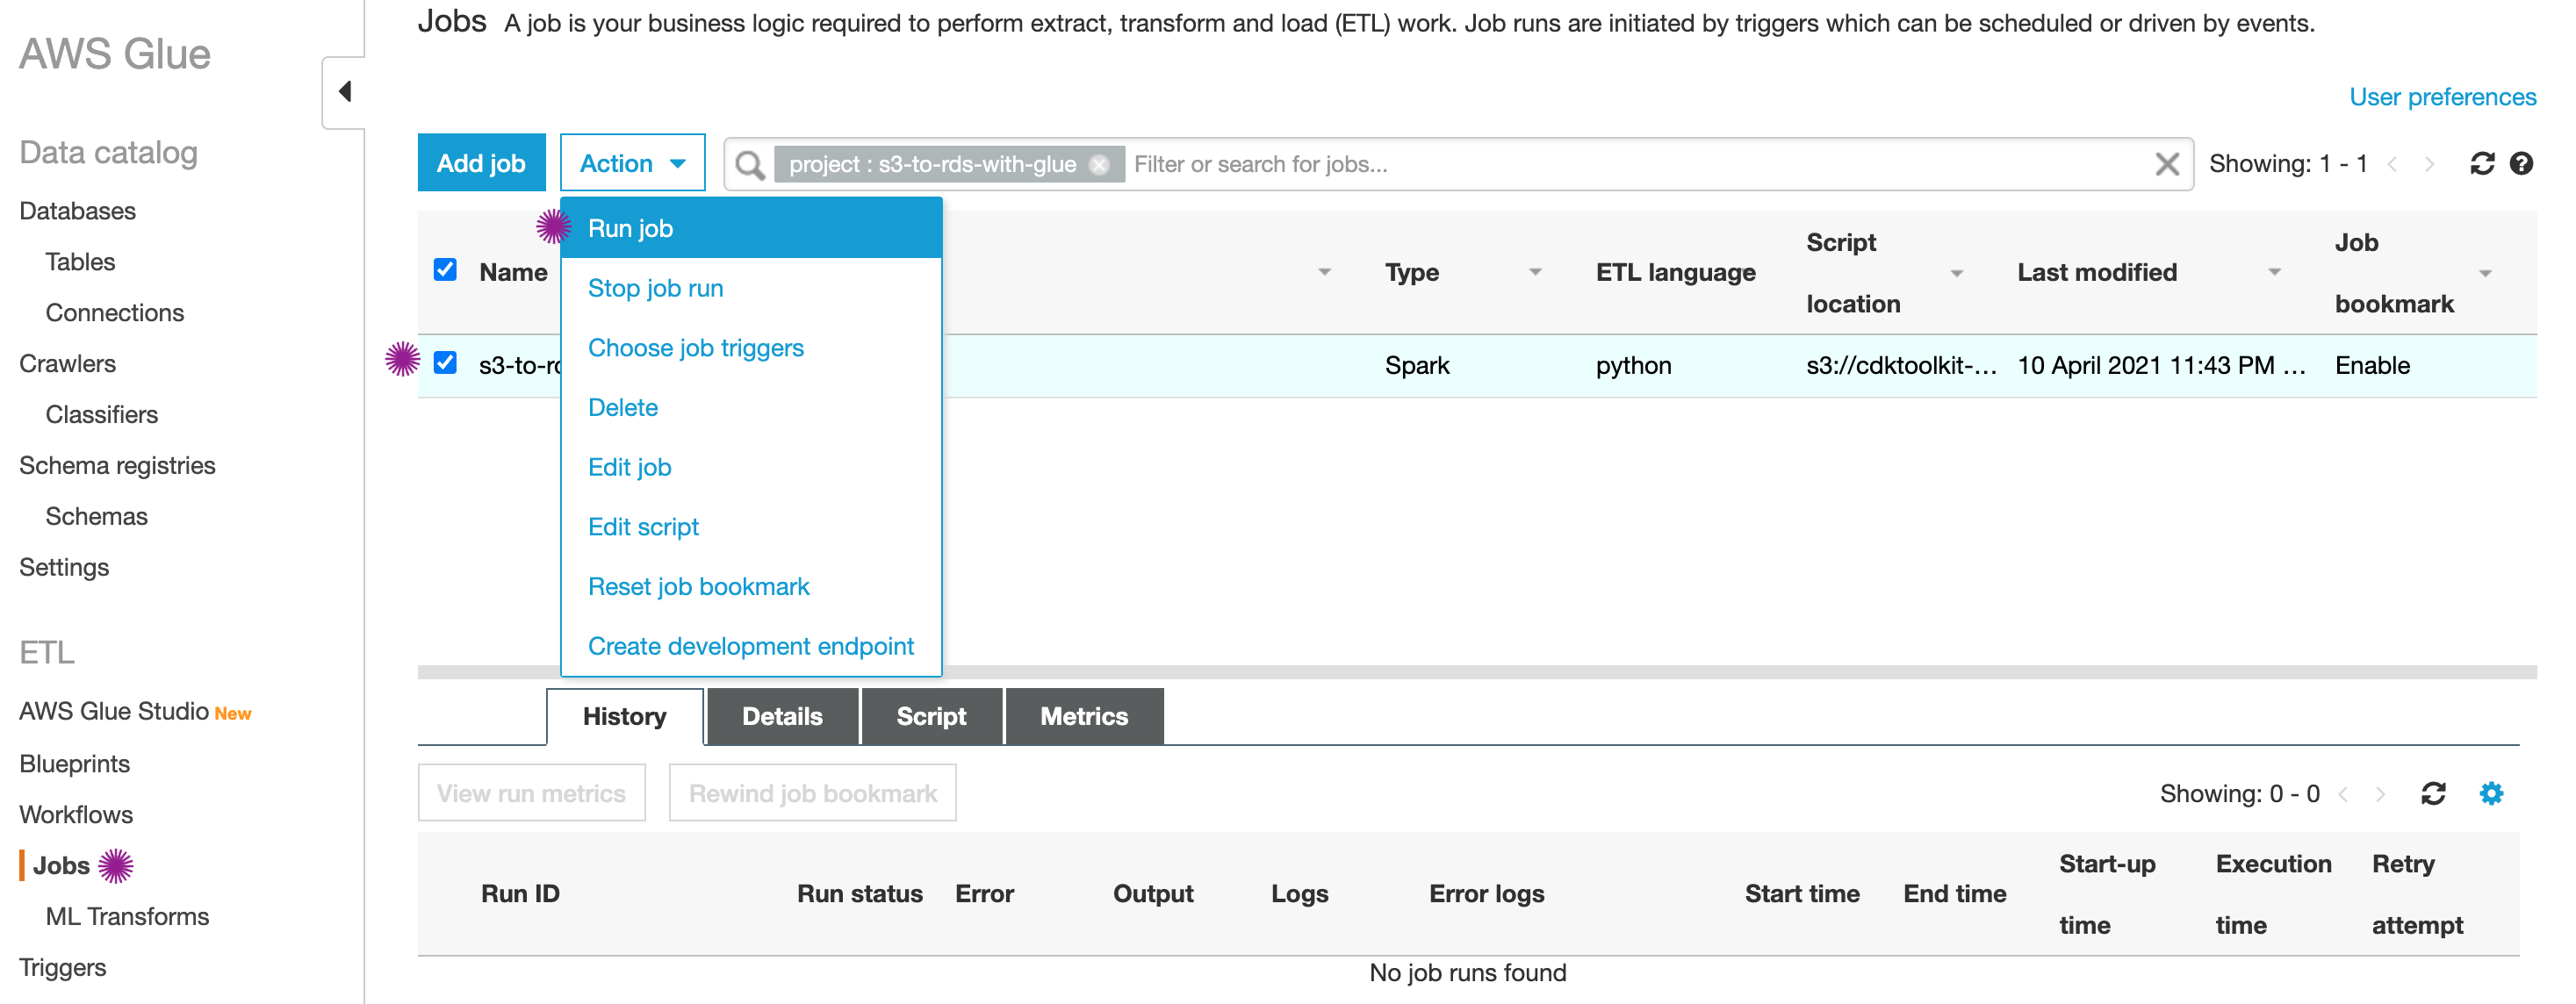 AWS Glue
Data catalog
Databases
Tables
Connections
Crawlers
Classifiers
Schema registries
Schemas
Settings
ETL
AWS Glue Studio New
Blueprints
Workflows
Jobs
ML Transforms
Triggers
Jobs A job is your business logic required to perform extract, transform and load (ETL) work. Job runs are initiated by triggers which can be scheduled or driven by events.
User preferences
Add job Action project : s3-to-rds-with-glue Filter or search for jobs... Showing: 1 - 1
Run job
Stop job run
Choose job triggers
Delete
Edit job
Edit script
Reset job bookmark
Create development endpoint
Name Type ETL language Script location Last modified Job bookmark
s3-to-r Spark python s3://cdktoolkit-... 10 April 2021 11:43 PM ... Enable
History Details Script Metrics
View run metrics Rewind job bookmark Showing: 0 - 0
Run ID Run status Error Output Logs Error logs Start time End time Start-up time Execution time Retry attempt
No job runs found